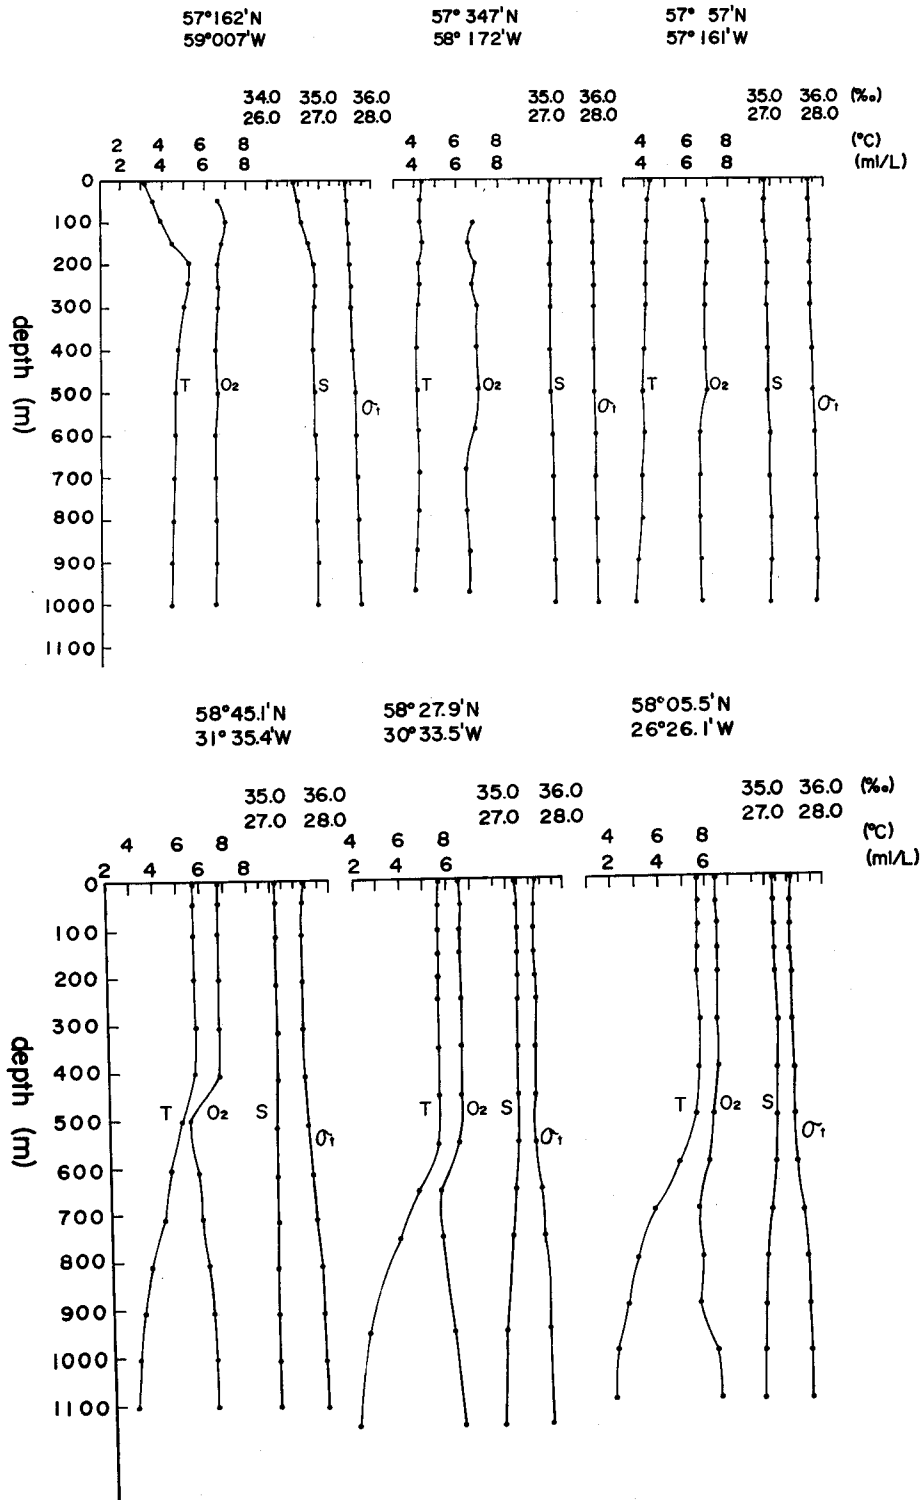 57°162'N
59°007'W
57° 347'N
58° 172'W
57° 57'N
57°161'W
34.0 35.0 36.0
26.0 27.0 28.0
35.0 36.0
27.0 28.0
35.0 36.0 (‰)
27.0 28.0
2 4 6 8
2 4 6 8
4 6 8
4 6 8
4 6 8 (°C)
4 6 8 (ml/L)
0
100
200
300
400
500
600
700
800
900
1000
1100
depth (m)
T O2 S σt
T O2 S σt
T O2 S σt
58°45.1'N
31° 35.4'W
58°27.9'N
30°33.5'W
58°05.5'N
26°26.1'W
35.0 36.0
27.0 28.0
35.0 36.0
27.0 28.0
35.0 36.0 (‰)
27.0 28.0
4 6 8
2 4 6 8
4 6 8
2 4 6
4 6 8 (°C)
2 4 6 (ml/L)
0
100
200
300
400
500
600
700
800
900
1000
1100
depth (m)
T O2 S σt
T O2 S σt
T O2 S σt